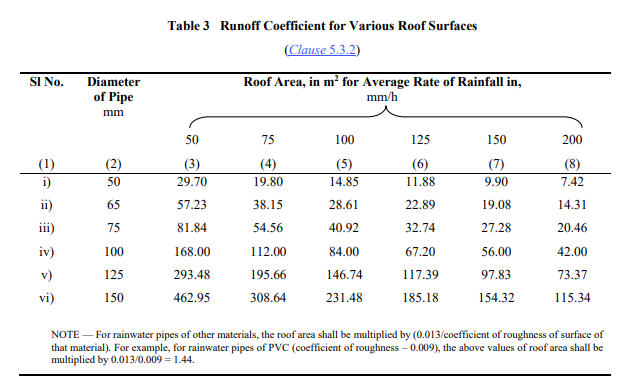 Table 3 Runoff Coefficient for Various Roof Surfaces
(Clause 5.3.2)
Sl No. Diameter of Pipe mm Roof Area, in m² for Average Rate of Rainfall in, mm/h
50 75 100 125 150 200
(1) (2) (3) (4) (5) (6) (7) (8)
i) 50 29.70 19.80 14.85 11.88 9.90 7.42
ii) 65 57.23 38.15 28.61 22.89 19.08 14.31
iii) 75 81.84 54.56 40.92 32.74 27.28 20.46
iv) 100 168.00 112.00 84.00 67.20 56.00 42.00
v) 125 293.48 195.66 146.74 117.39 97.83 73.37
vi) 150 462.95 308.64 231.48 185.18 154.32 115.34
NOTE — For rainwater pipes of other materials, the roof area shall be multiplied by (0.013/coefficient of roughness of surface of
that material). For example, for rainwater pipes of PVC (coefficient of roughness – 0.009), the above values of roof area shall be
multiplied by 0.013/0.009 = 1.44.